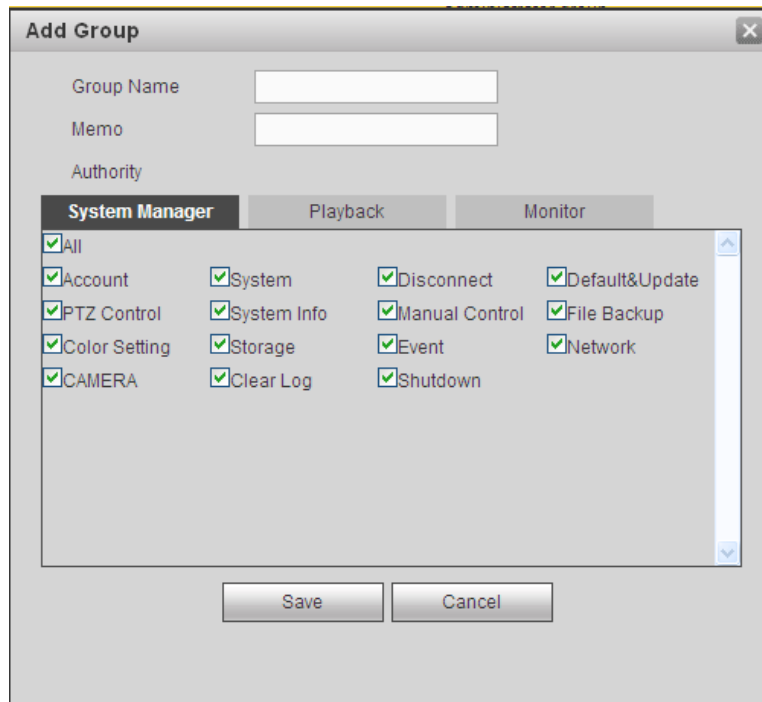 Add Group
Group Name
Memo
Authority
System Manager Playback Monitor
All
Account System Disconnect Default&Update
PTZ Control System Info Manual Control File Backup
Color Setting Storage Event Network
CAMERA Clear Log Shutdown
Save Cancel